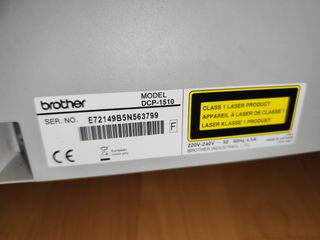 brother
MODEL
DCP-1510
SER. NO.
E72149B5N563799
F
CE
CLASS 1 LASER PRODUCT
APPAREIL À LASER DE CLASSE 1
LASER KLASSE 1 PRODUKT
220V-240V ~ 50/60Hz 4.5A
BROTHER INDUSTRIES, LTD.